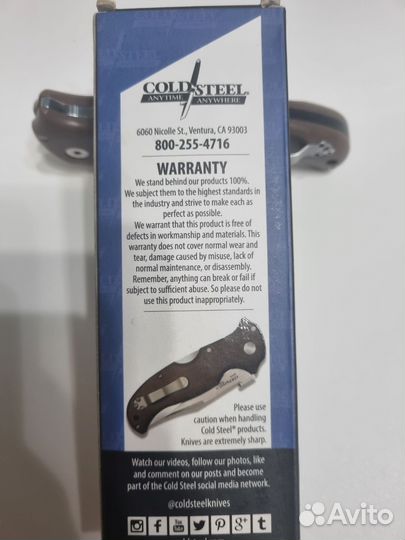 COLD STEEL®
ANYTIME ANYWHERE
6060 Nicolle St., Ventura, CA 93003
800-255-4716
WARRANTY
We stand behind our products 100%.
We subject them to the highest standards in
the industry and strive to make each as
perfect as possible.
We warrant that this product is free of
defects in workmanship and materials. This
warranty does not cover normal wear and
tear, damage caused by misuse, lack of
normal maintenance, or disassembly.
Remember, anything can break or fail if
subject to sufficient abuse. So please do not
use this product inappropriately.
Please use
caution when handling
Cold Steel® products.
Knives are extremely sharp.
Watch our videos, follow our photos, like
and comment on our posts and become
part of the Cold Steel social media network.
@coldsteelknives
Avito